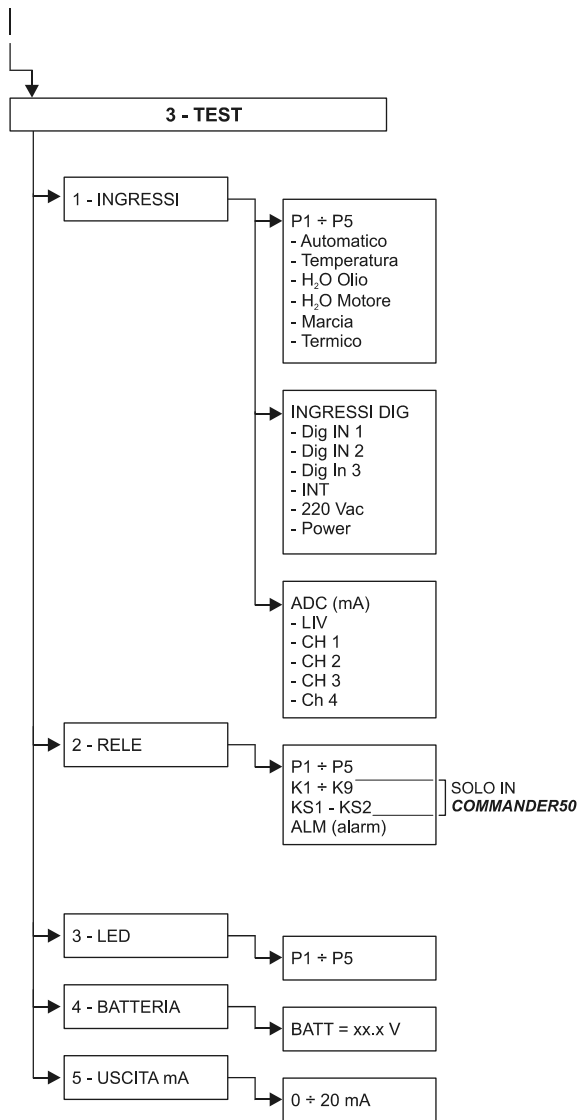 3 - TEST
1 - INGRESSI
P1 ÷ P5
- Automatico
- Temperatura
- H₂O Olio
- H₂O Motore
- Marcia
- Termico
INGRESSI DIG
- Dig IN 1
- Dig IN 2
- Dig In 3
- INT
- 220 Vac
- Power
ADC (mA)
- LIV
- CH 1
- CH 2
- CH 3
- Ch 4
2 - RELE
P1 ÷ P5
K1 ÷ K9
KS1 - KS2
ALM (alarm)
SOLO IN
COMMANDER50
3 - LED
P1 ÷ P5
4 - BATTERIA
BATT = xx.x V
5 - USCITA mA
0 ÷ 20 mA